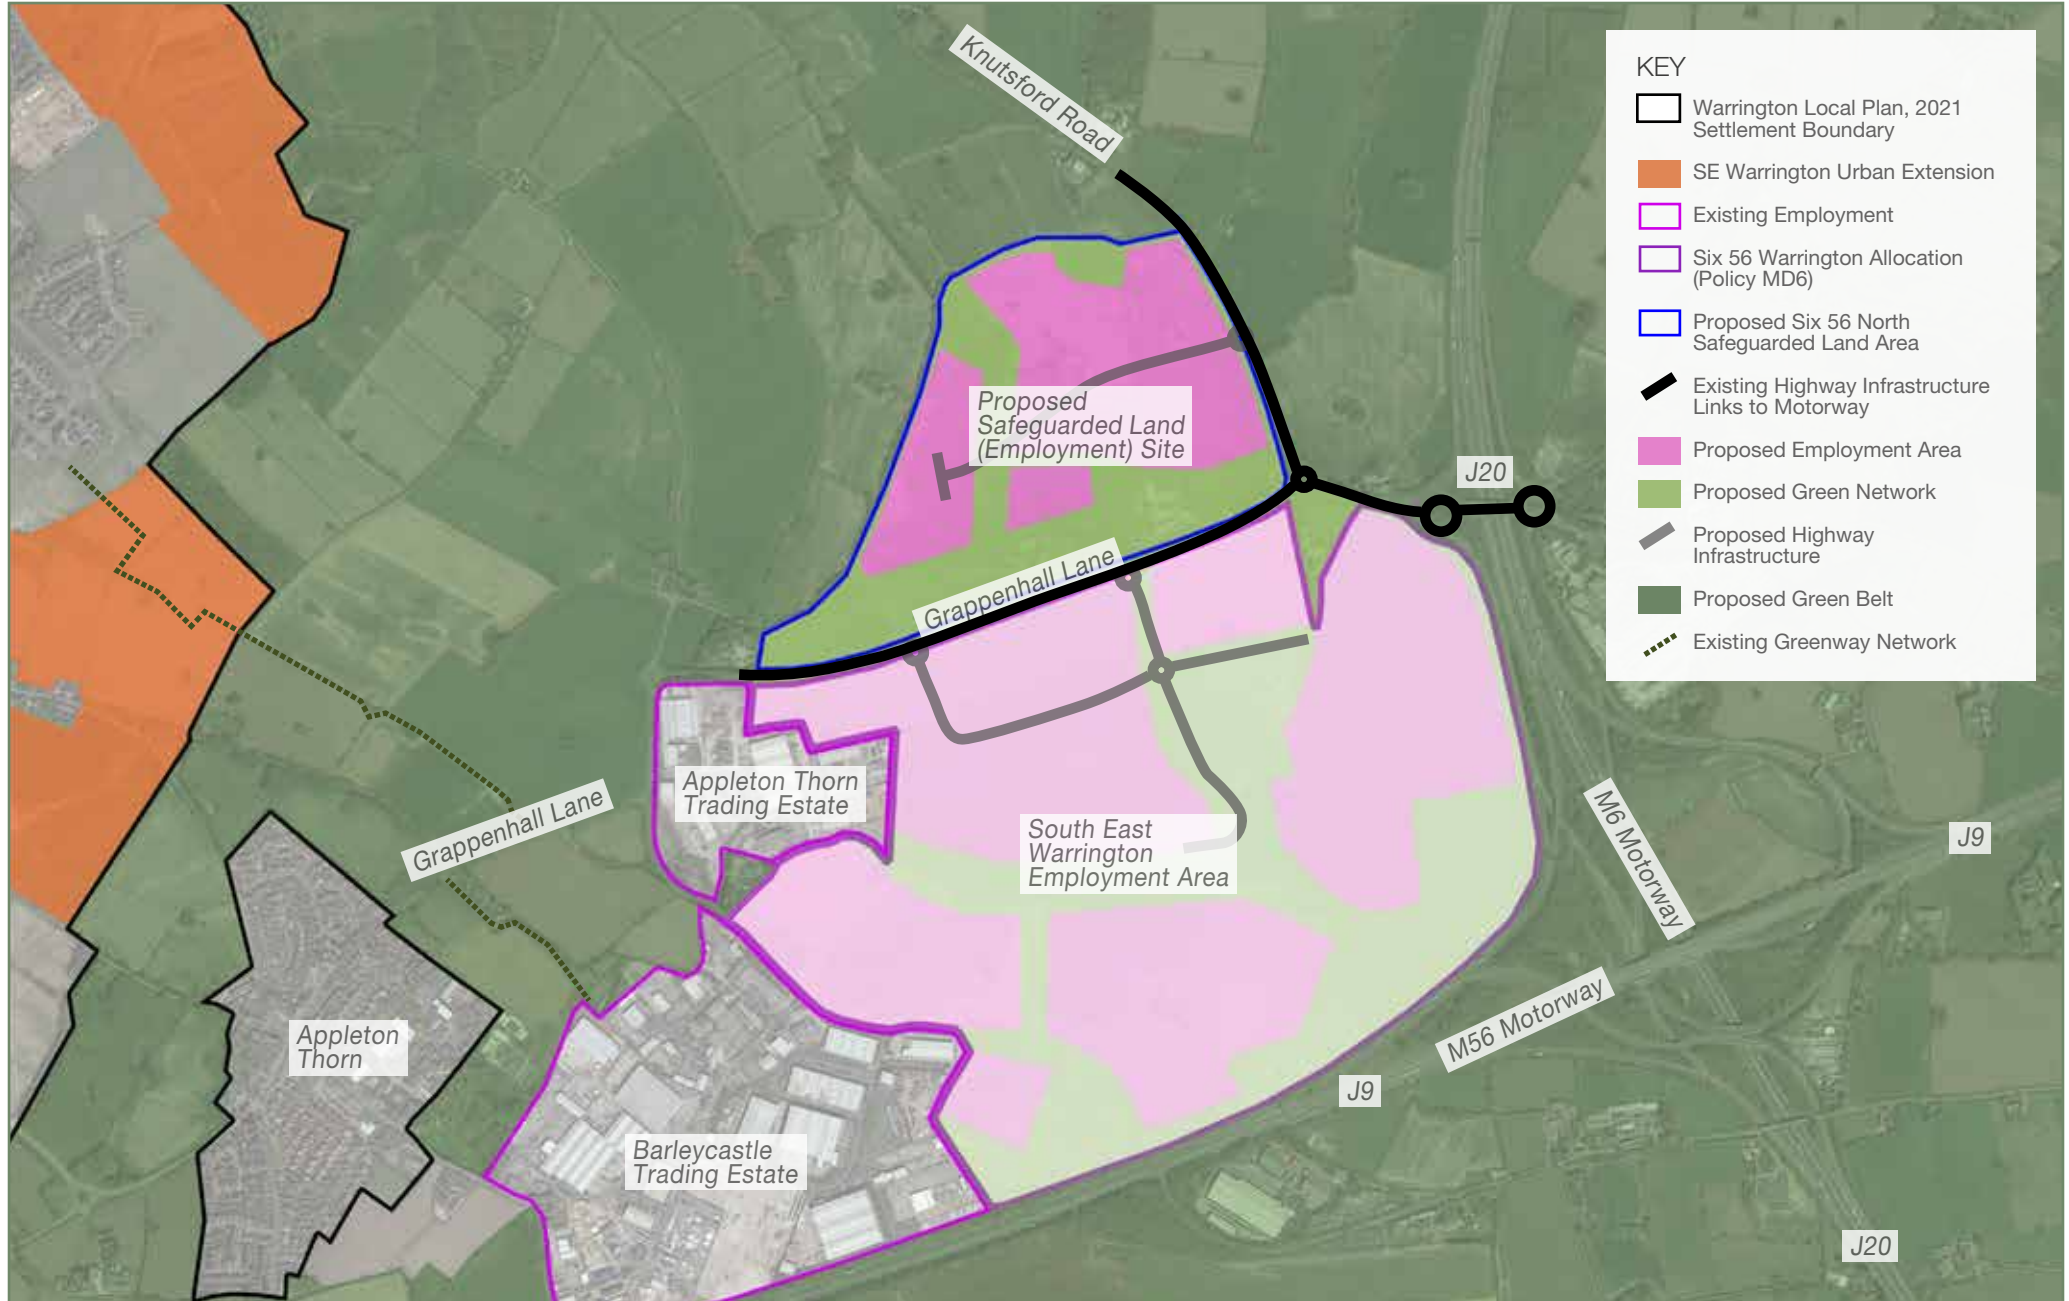 Knutsford Road
KEY
Warrington Local Plan, 2021
Settlement Boundary
SE Warrington Urban Extension
Existing Employment
Six 56 Warrington Allocation
(Policy MD6)
Proposed Six 56 North
Safeguarded Land Area
Existing Highway Infrastructure
Links to Motorway
Proposed Employment Area
Proposed Green Network
Proposed Highway
Infrastructure
Proposed Green Belt
Existing Greenway Network
Proposed
Safeguarded Land
(Employment) Site
J20
Grappenhall Lane
Appleton Thorn
Trading Estate
Grappenhall Lane
South East
Warrington
Employment Area
M6 Motorway
J9
M56 Motorway
Appleton
Thorn
J9
Barleycastle
Trading Estate
J20